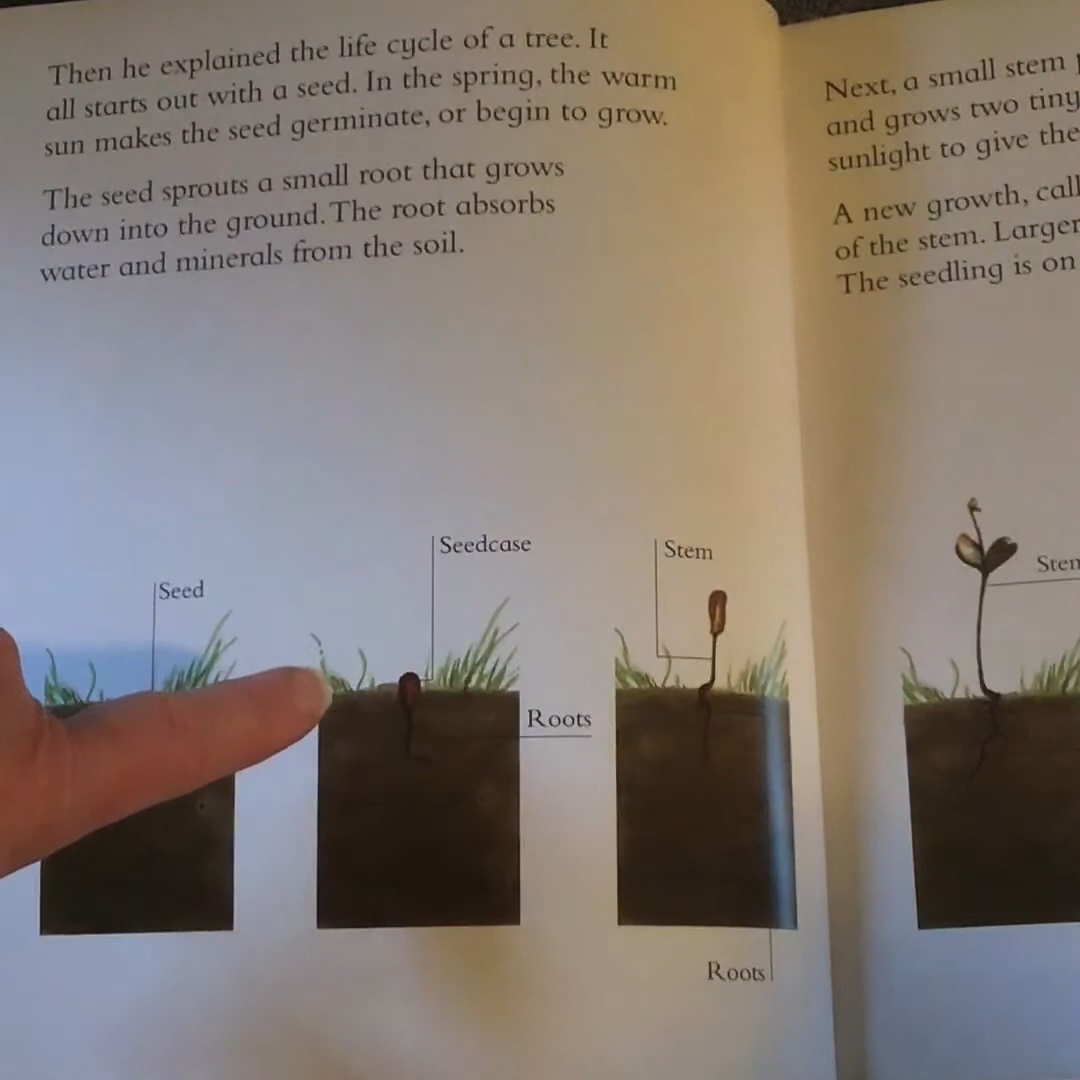 Then he explained the life cycle of a tree. It
all starts out with a seed. In the spring, the warm
sun makes the seed germinate, or begin to grow.
The seed sprouts a small root that grows
down into the ground. The root absorbs
water and minerals from the soil.
Seed
Seedcase
Roots
Stem
Roots
Next, a small stem
and grows two tiny
sunlight to give the
A new growth, call
of the stem. Larger
The seedling is on
Sten